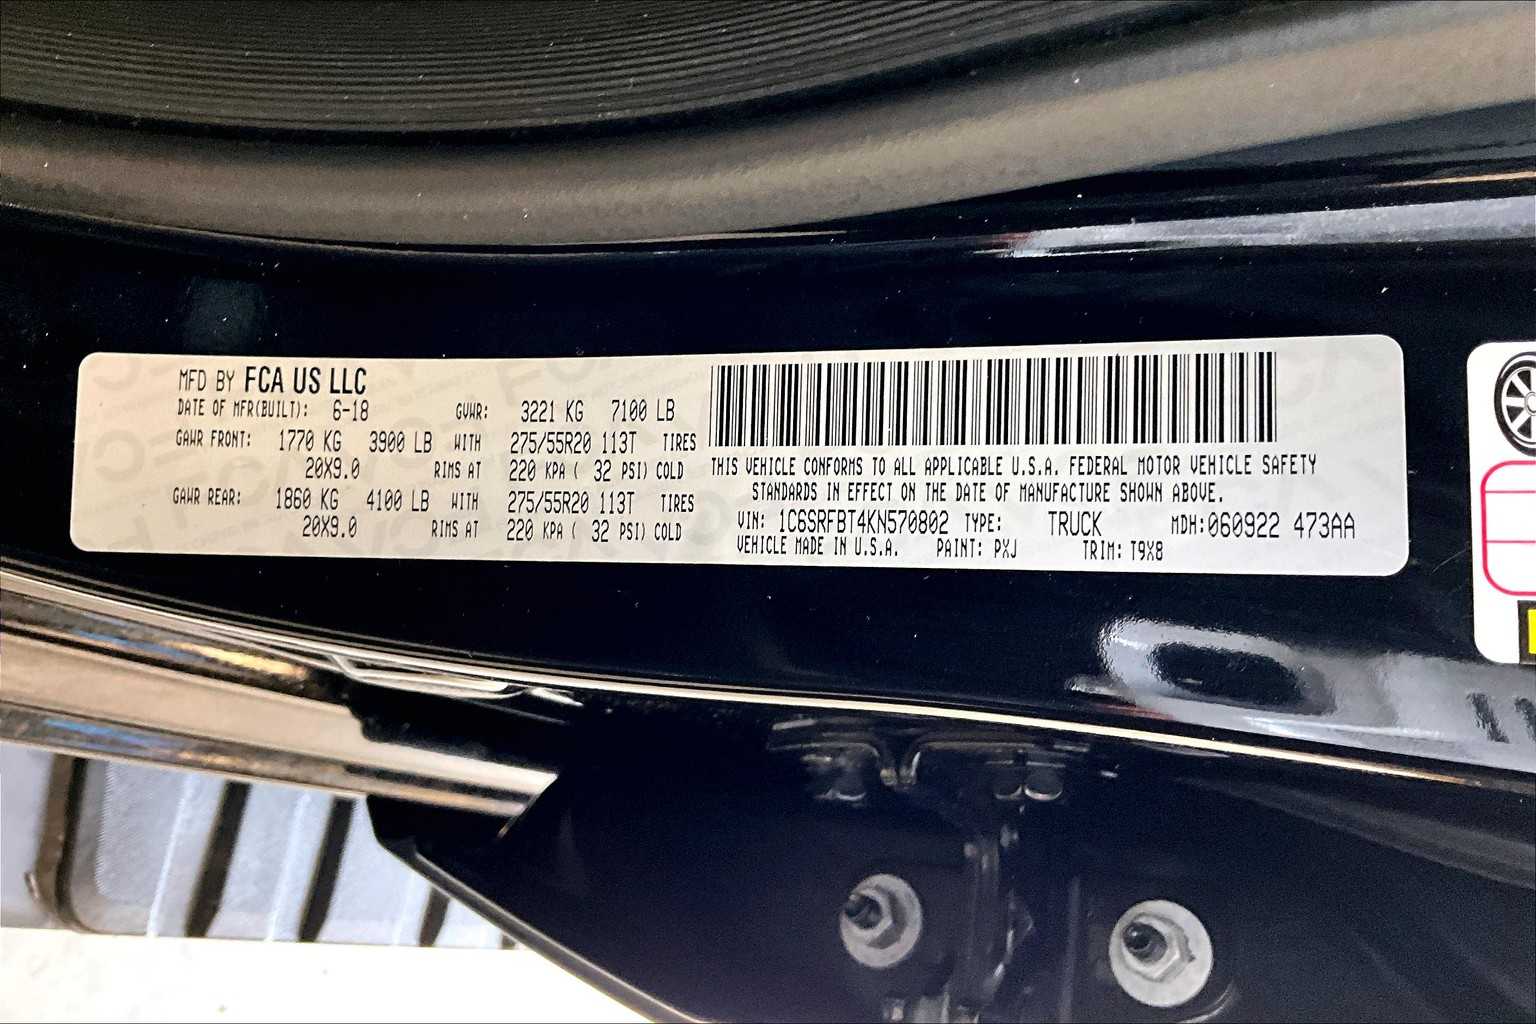 MFD BY FCA US LLC
DATE OF MFR(BUILT): 6-18 GVWR: 3221 KG 7100 LB
GAWR FRONT: 1770 KG 3900 LB WITH 275/55R20 113T TIRES
20X9.0 RIMS AT 220 KPA ( 32 PSI) COLD
GAWR REAR: 1860 KG 4100 LB WITH 275/55R20 113T TIRES
20X9.0 RIMS AT 220 KPA ( 32 PSI) COLD
THIS VEHICLE CONFORMS TO ALL APPLICABLE U.S.A. FEDERAL MOTOR VEHICLE SAFETY
STANDARDS IN EFFECT ON THE DATE OF MANUFACTURE SHOWN ABOVE.
VIN: 1C6SRFBT4KN570802 TYPE: TRUCK MDH:060922 473AA
VEHICLE MADE IN U.S.A. PAINT: PXJ TRIM: T9X8